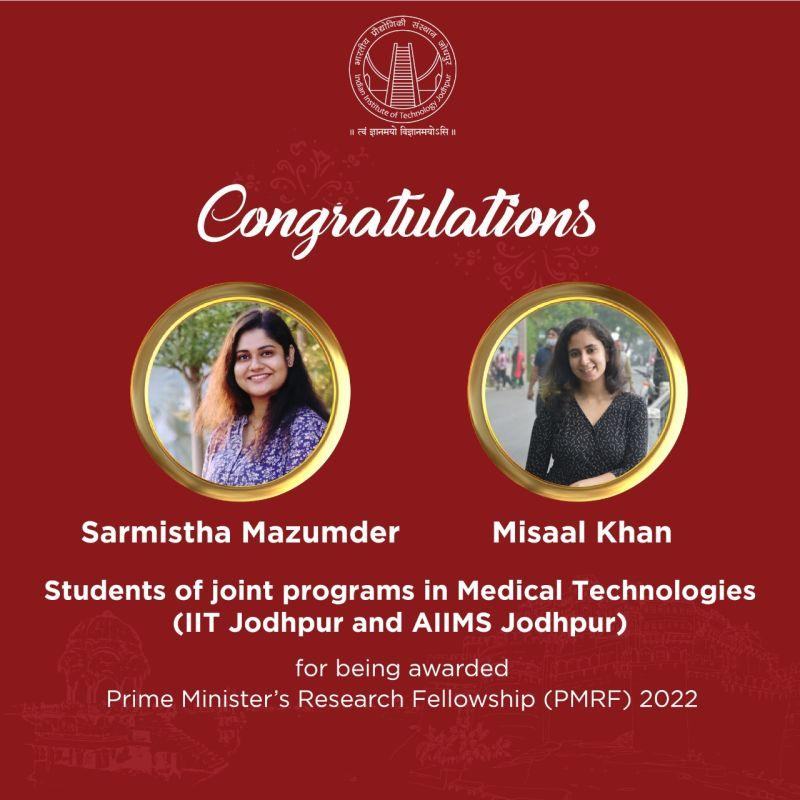 भारतीय प्रौद्योगिकी संस्थान जोधपुर
Indian Institute of Technology Jodhpur
॥ त्वं ज्ञानमयो विज्ञानमयोऽसि ॥
Congratulations
Sarmistha Mazumder
Misaal Khan
Students of joint programs in Medical Technologies
(IIT Jodhpur and AIIMS Jodhpur)
for being awarded
Prime Minister’s Research Fellowship (PMRF) 2022